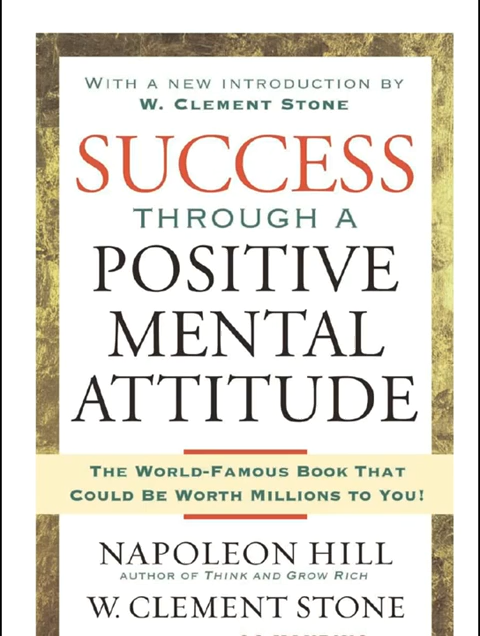 WITH A NEW INTRODUCTION BY
W. CLEMENT STONE
SUCCESS
THROUGH A
POSITIVE
MENTAL
ATTITUDE
THE WORLD-FAMOUS BOOK THAT
COULD BE WORTH MILLIONS TO YOU!
NAPOLEON HILL
AUTHOR OF THINK AND GROW RICH
W. CLEMENT STONE